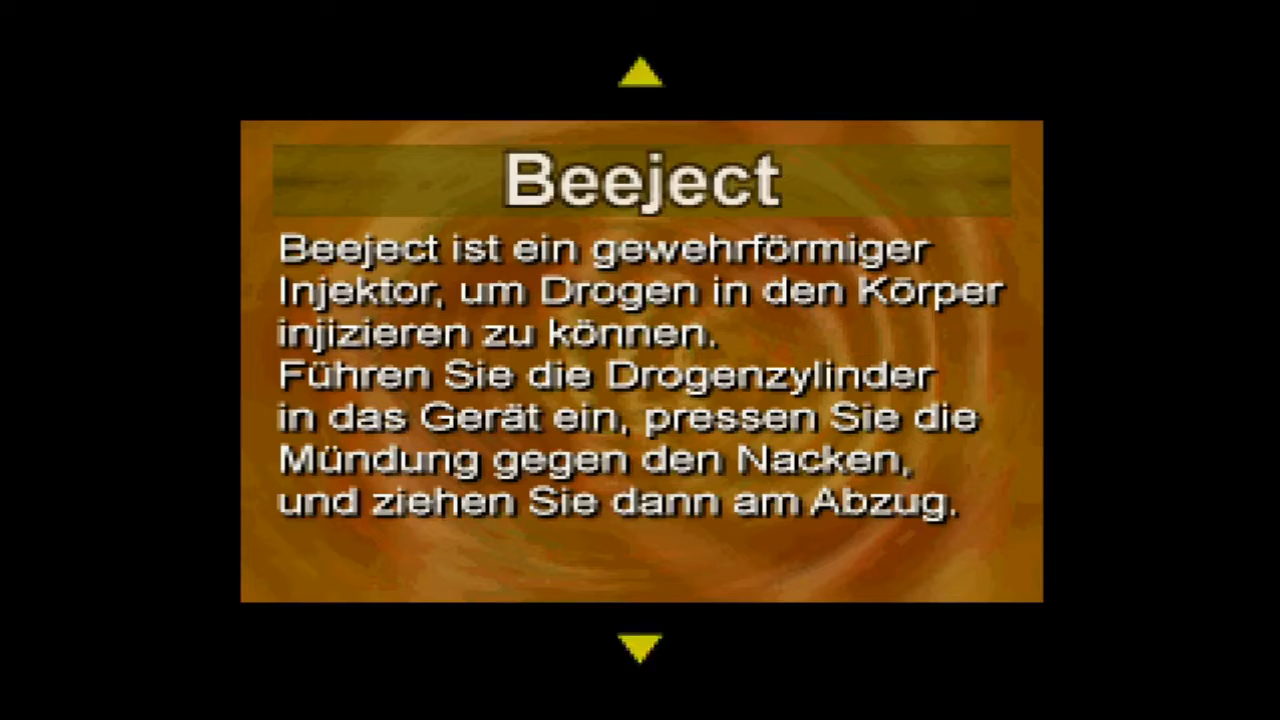 Beeject
Beeject ist ein gewehrförmiger
Injektor, um Drogen in den Körper
injizieren zu können.
Führen Sie die Drogenzylinder
in das Gerät ein, pressen Sie die
Mündung gegen den Nacken,
und ziehen Sie dann am Abzug.